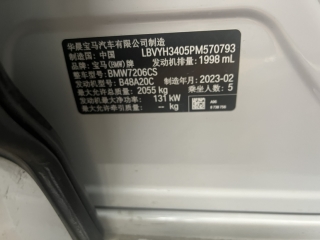 华晨宝马汽车有限公司制造
制造国：中国 LBVYH3405PM570793
品牌：宝马(BMW)牌 发动机排量：1998 mL
整车型号：BMW7206CS
发动机型号：B48A20C 制造年月：2023-02
最大允许总质量：2055 kg 乘坐人数：5
发动机最大净功率：131 kW
最大允许牵引质量：— kg